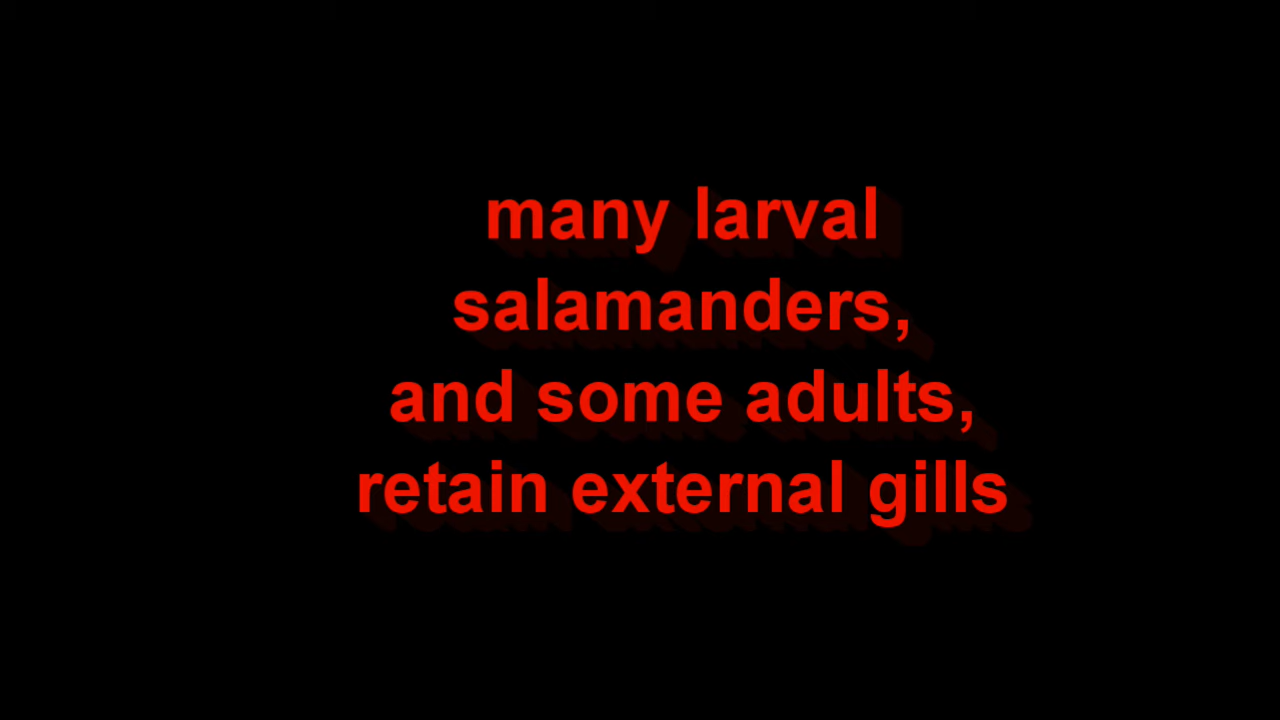 many larval
salamanders,
and some adults,
retain external gills